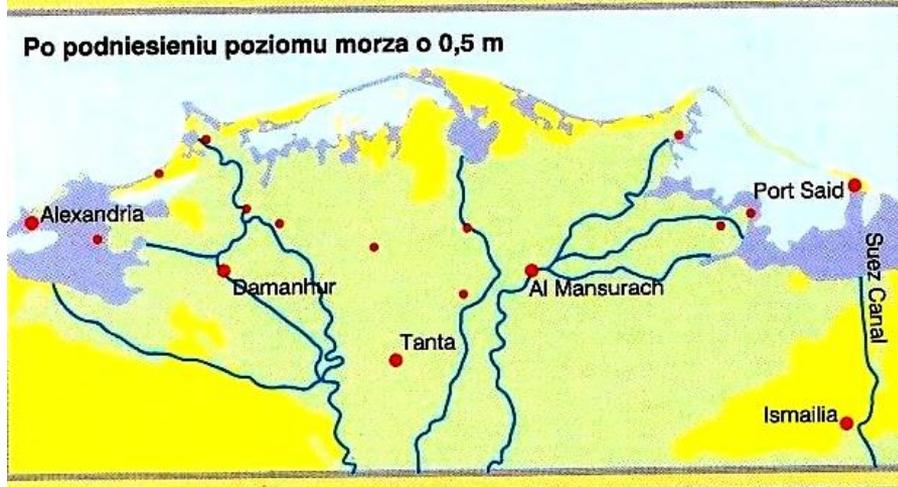 Po podniesieniu poziomu morza o 0,5 m
Alexandria
Port Said
Suez Canal
Damanhur
Al Mansurach
Tanta
Ismailia